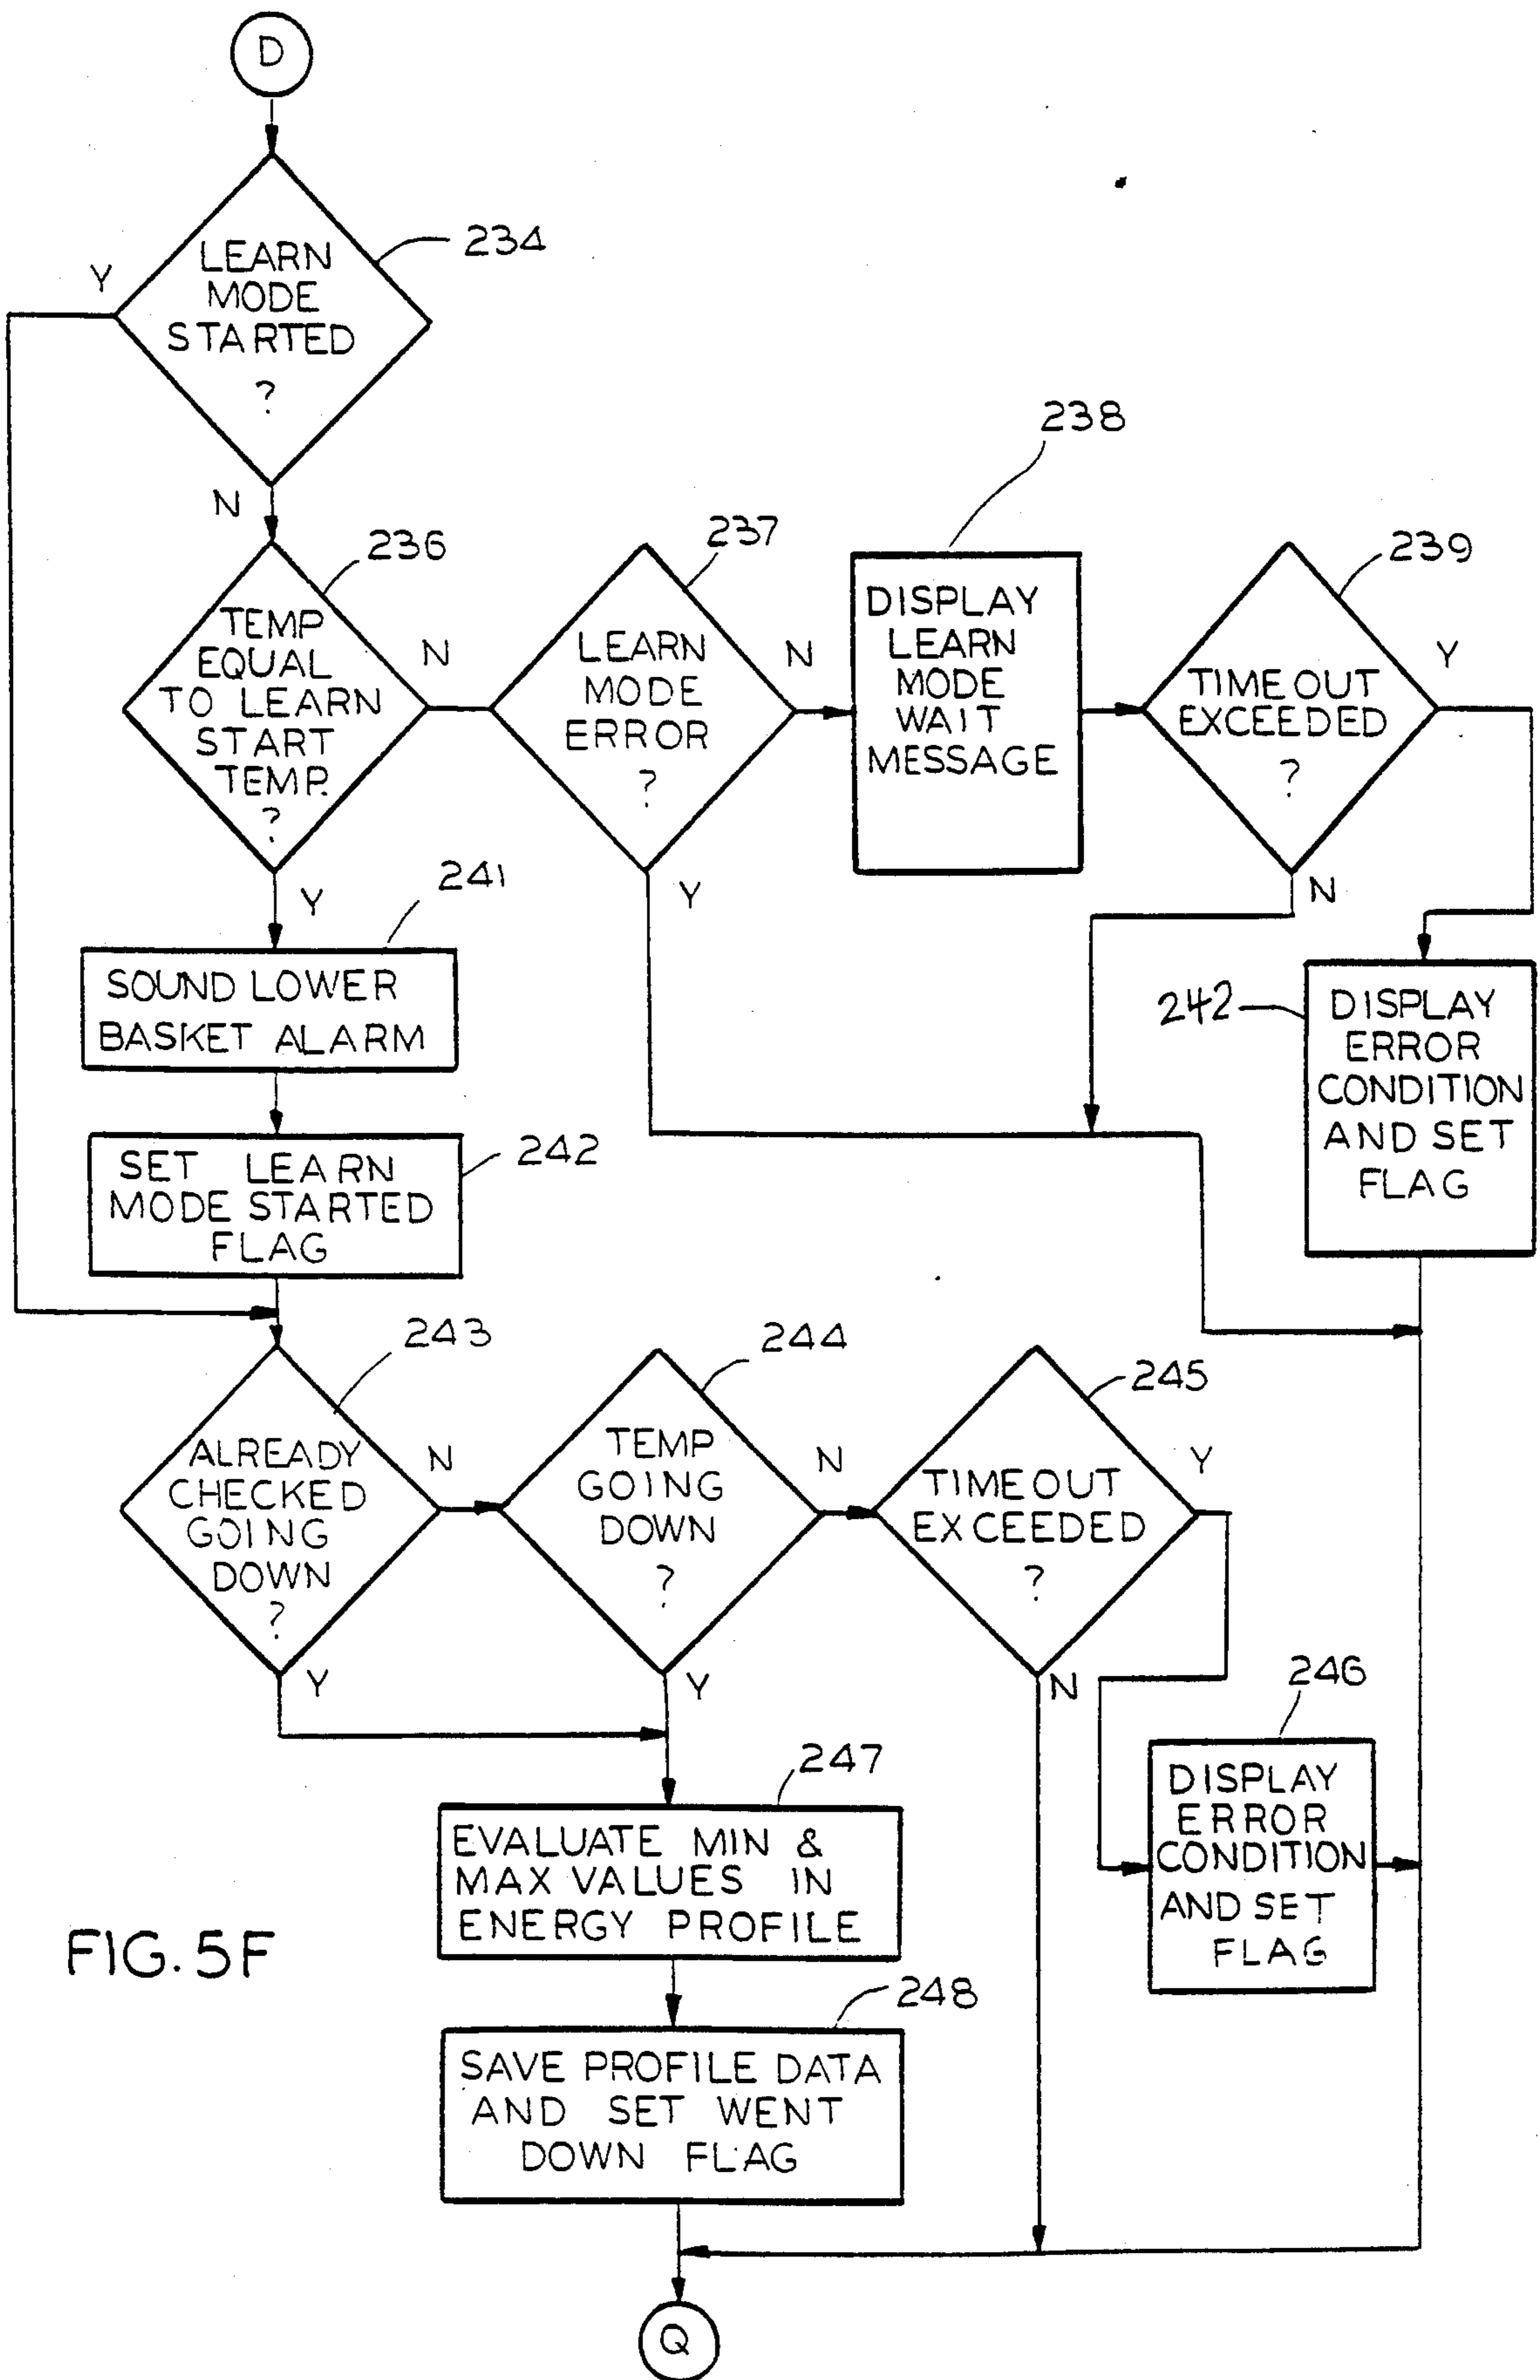 D
LEARN
MODE
STARTED
?
234
Y
N
236
TEMP
EQUAL
TO LEARN
START
TEMP.
?
N
Y
237
LEARN
MODE
ERROR
?
N
Y
238
DISPLAY
LEARN
MODE
WAIT
MESSAGE
239
TIMEOUT
EXCEEDED
?
Y
N
241
SOUND LOWER
BASKET ALARM
242
DISPLAY
ERROR
CONDITION
AND SET
FLAG
242
SET LEARN
MODE STARTED
FLAG
243
ALREADY
CHECKED
GOING
DOWN
?
N
Y
244
TEMP
GOING
DOWN
?
N
Y
245
TIMEOUT
EXCEEDED
?
Y
N
246
DISPLAY
ERROR
CONDITION
AND SET
FLAG
247
EVALUATE MIN &
MAX VALUES IN
ENERGY PROFILE
FIG. 5F
248
SAVE PROFILE DATA
AND SET WENT
DOWN FLAG
Q